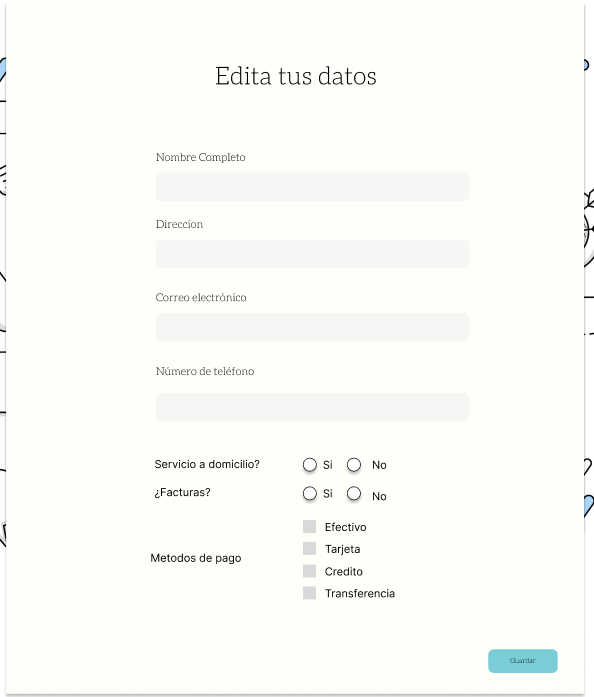 Edita tus datos
Nombre Completo
Direccion
Correo electrónico
Número de teléfono
Servicio a domicilio? Si No
¿Facturas? Si No
Efectivo
Tarjeta
Metodos de pago
Credito
Transferencia
Guardar